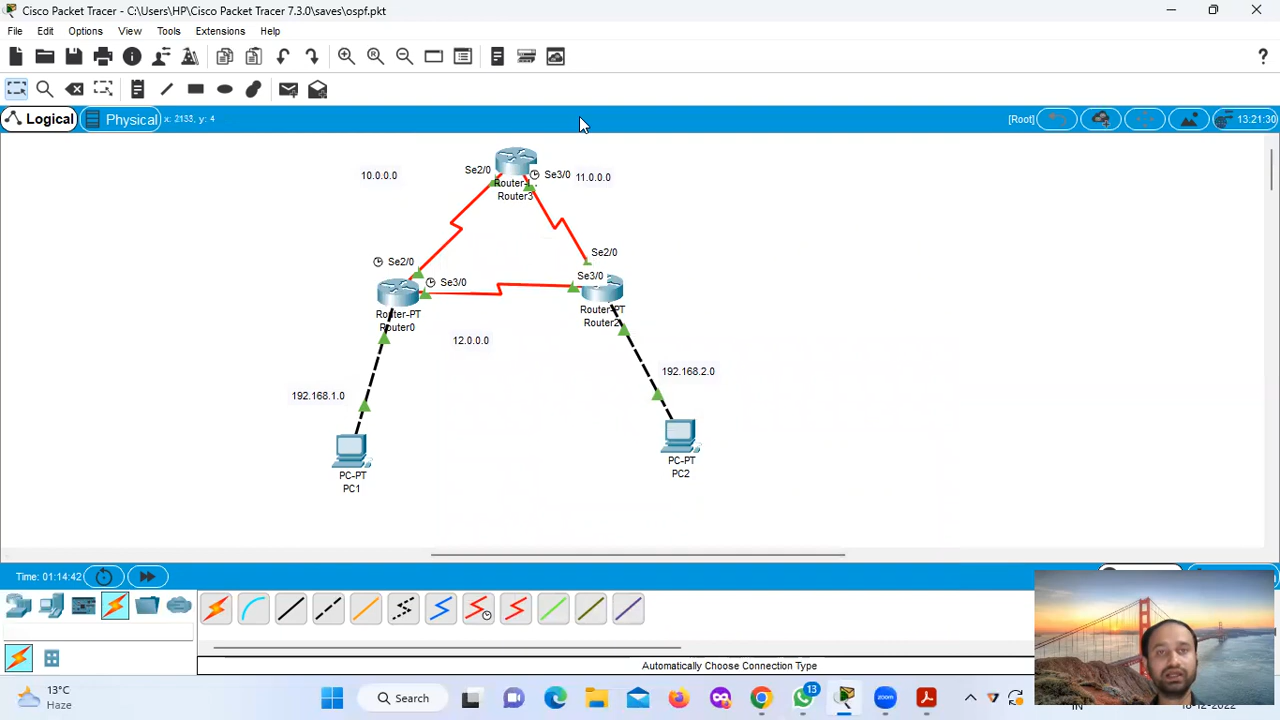 Cisco Packet Tracer - C:\Users\HP\Cisco Packet Tracer 7.3.0\saves\ospf.pkt
File Edit Options View Tools Extensions Help
Logical Physical x: 2133, y: 4 [Root] 13:21:30
10.0.0.0
Se2/0
Se3/0
11.0.0.0
Router3
Se2/0
Se2/0
Se3/0
Se3/0
Router-PT
Router0
Router-PT
Router2
12.0.0.0
192.168.2.0
192.168.1.0
PC-PT
PC2
PC-PT
PC1
Time: 01:14:42
Automatically Choose Connection Type
13°C
Haze
Search
13